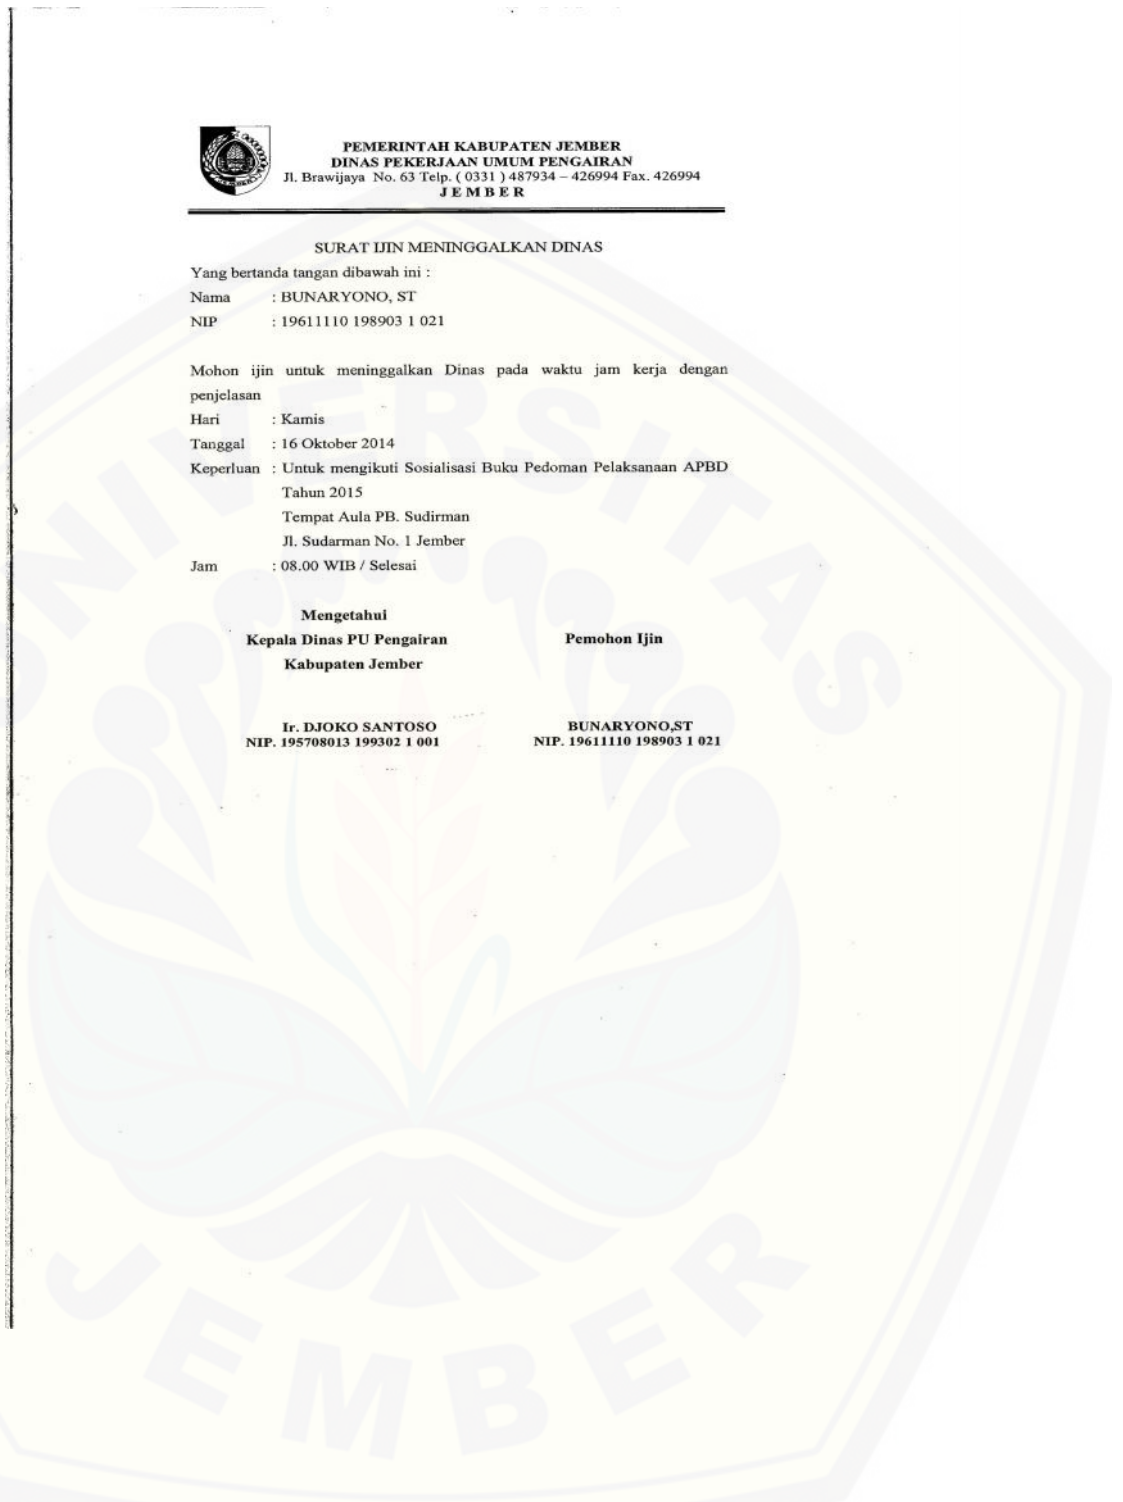 PEMERINTAH KABUPATEN JEMBER
DINAS PEKERJAAN UMUM PENGAIRAN
Jl. Brawijaya No. 63 Telp. ( 0331 ) 487934 – 426994 Fax. 426994
J E M B E R
SURAT IJIN MENINGGALKAN DINAS
Yang bertanda tangan dibawah ini :
Nama : BUNARYONO, ST
NIP : 19611110 198903 1 021
Mohon ijin untuk meninggalkan Dinas pada waktu jam kerja dengan
penjelasan
Hari : Kamis
Tanggal : 16 Oktober 2014
Keperluan : Untuk mengikuti Sosialisasi Buku Pedoman Pelaksanaan APBD
Tahun 2015
Tempat Aula PB. Sudirman
Jl. Sudarman No. 1 Jember
Jam : 08.00 WIB / Selesai
Mengetahui
Kepala Dinas PU Pengairan Pemohon Ijin
Kabupaten Jember
Ir. DJOKO SANTOSO BUNARYONO,ST
NIP. 195708013 199302 1 001 NIP. 19611110 198903 1 021
UNIVERSITAS
JEMBER